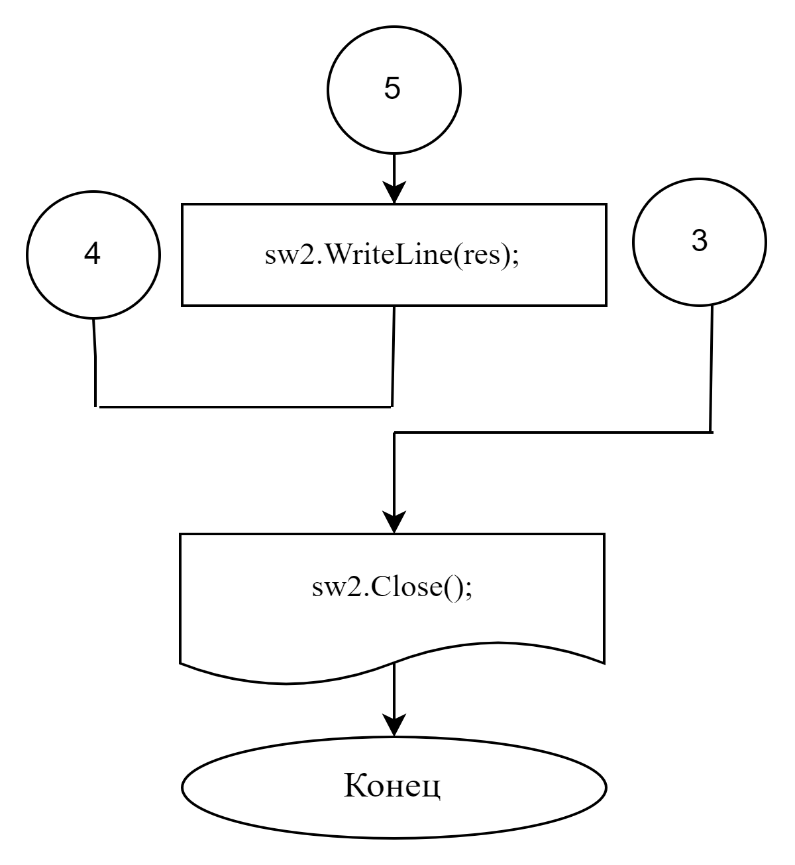 5
4
sw2.WriteLine(res);
3
sw2.Close();
Конец